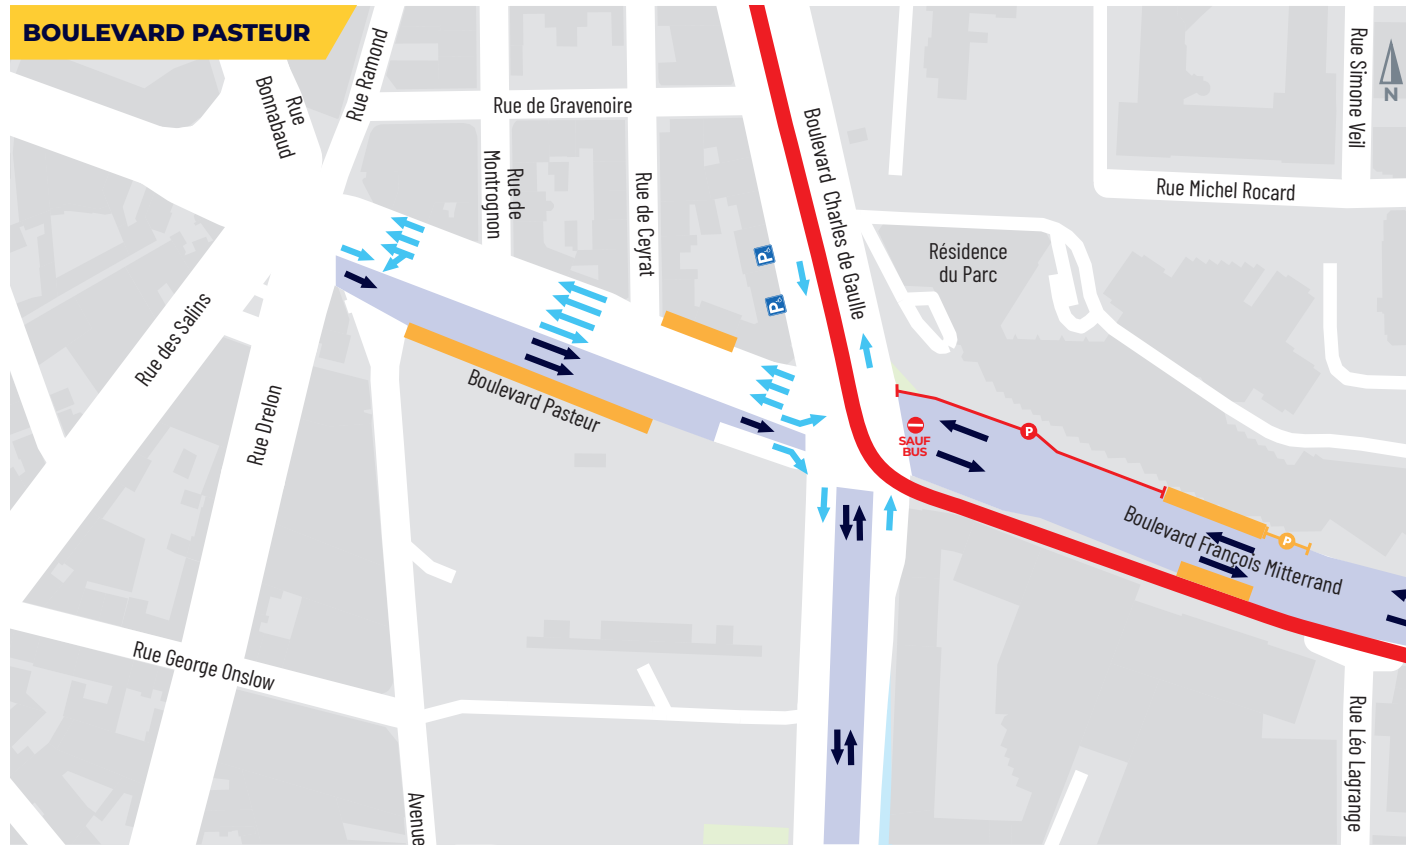 BOULEVARD PASTEUR
Rue Ramond
Rue
Bonnabaud
Rue de Gravenoire
Rue de
Montrognon
Rue de Ceyrat
Boulevard Charles de Gaulle
Rue Simone Veil
N
Rue Michel Rocard
Résidence
du Parc
P
P
Rue des Salins
Rue Drelon
Boulevard Pasteur
SAUF
BUS
P
Boulevard François Mitterrand
P
Rue George Onslow
Avenue
Rue Léo Lagrange